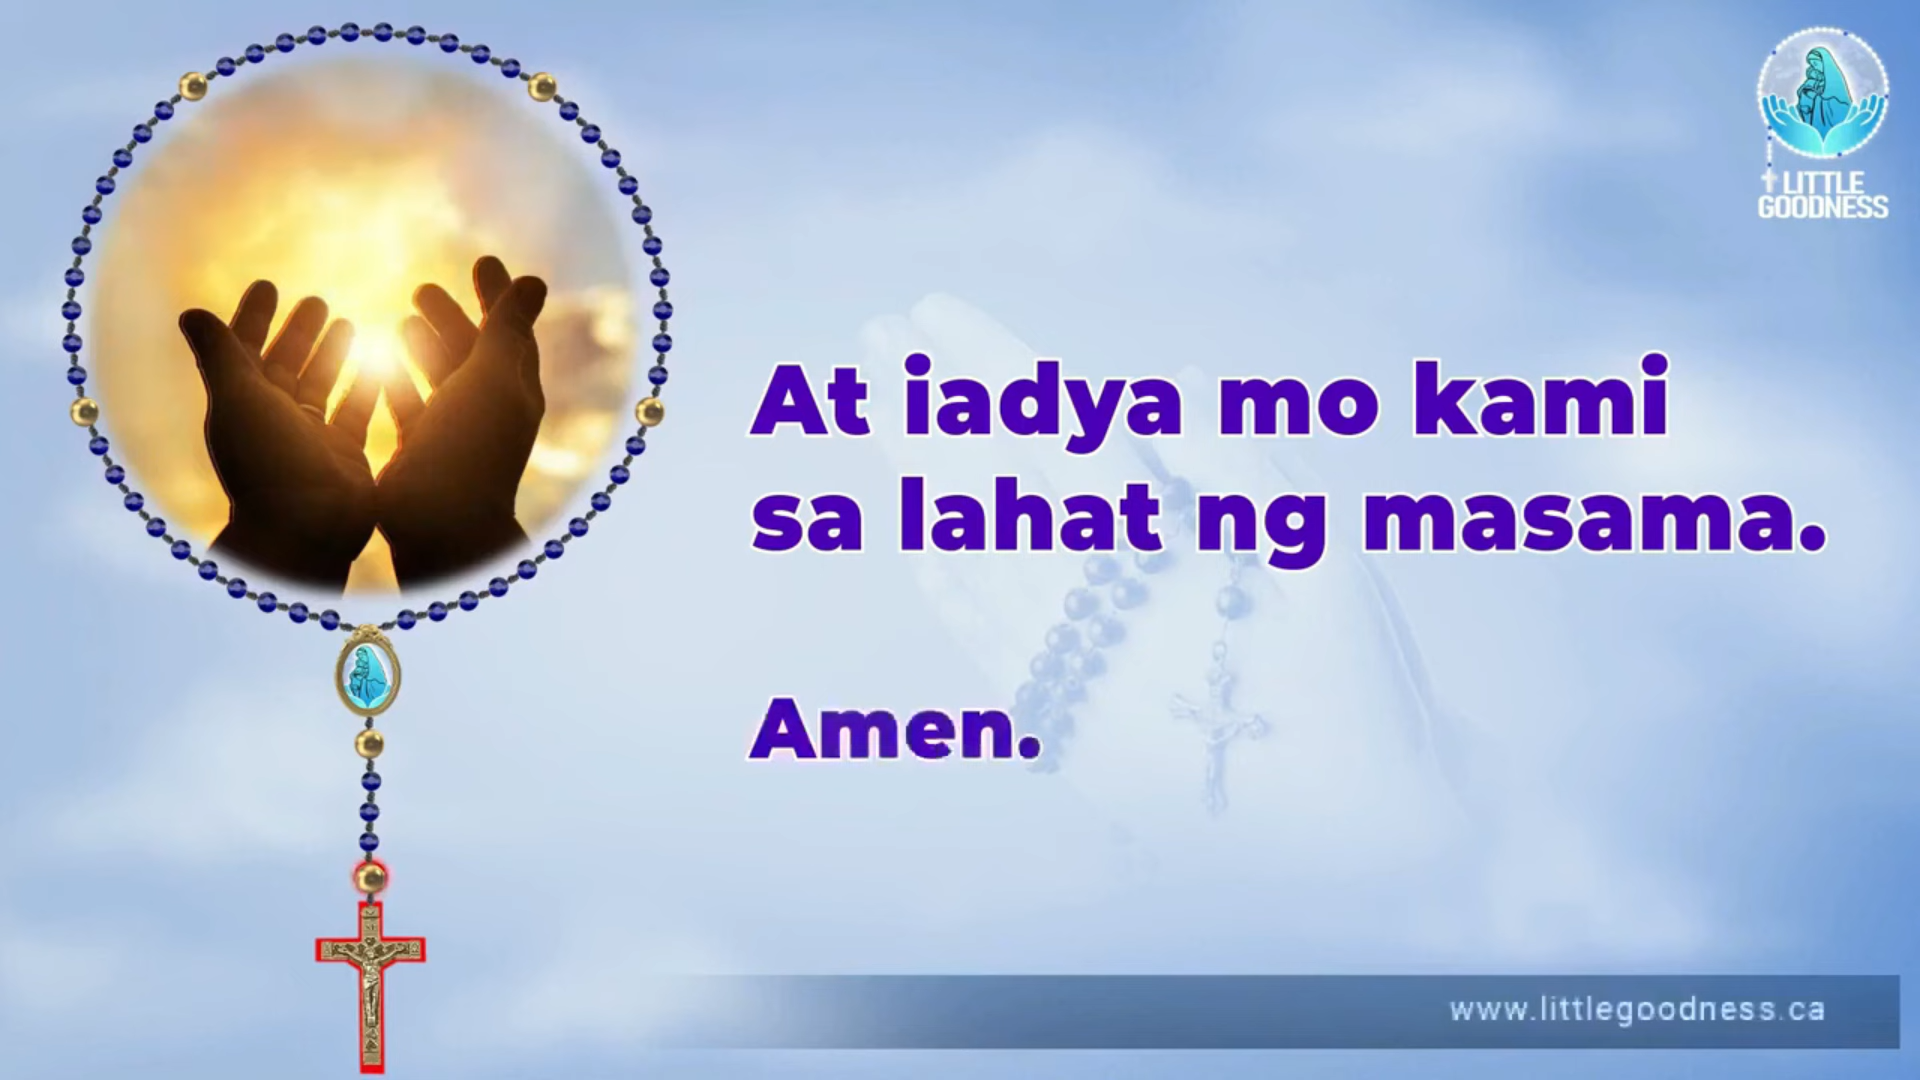 LITTLE
GOODNESS
At iadya mo kami
sa lahat ng masama.
Amen.
www.littlegoodness.ca